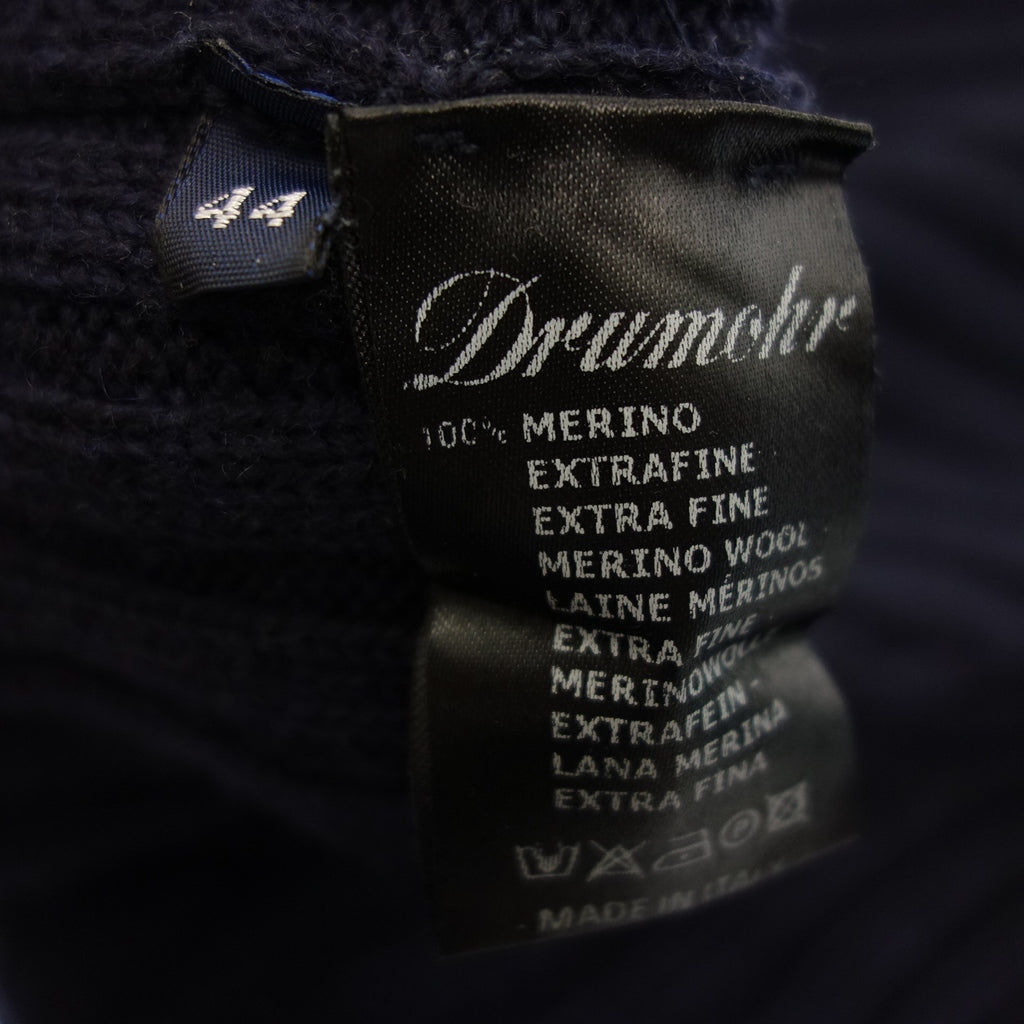 44
Drumohr
100% MERINO
EXTRAFINE
EXTRA FINE
MERINO WOOL
LAINE MÉRINOS
EXTRA FINE
MERINOWOLLE
EXTRAFEIN-
LANA MERINA
EXTRA FINA
MADE IN ITALY